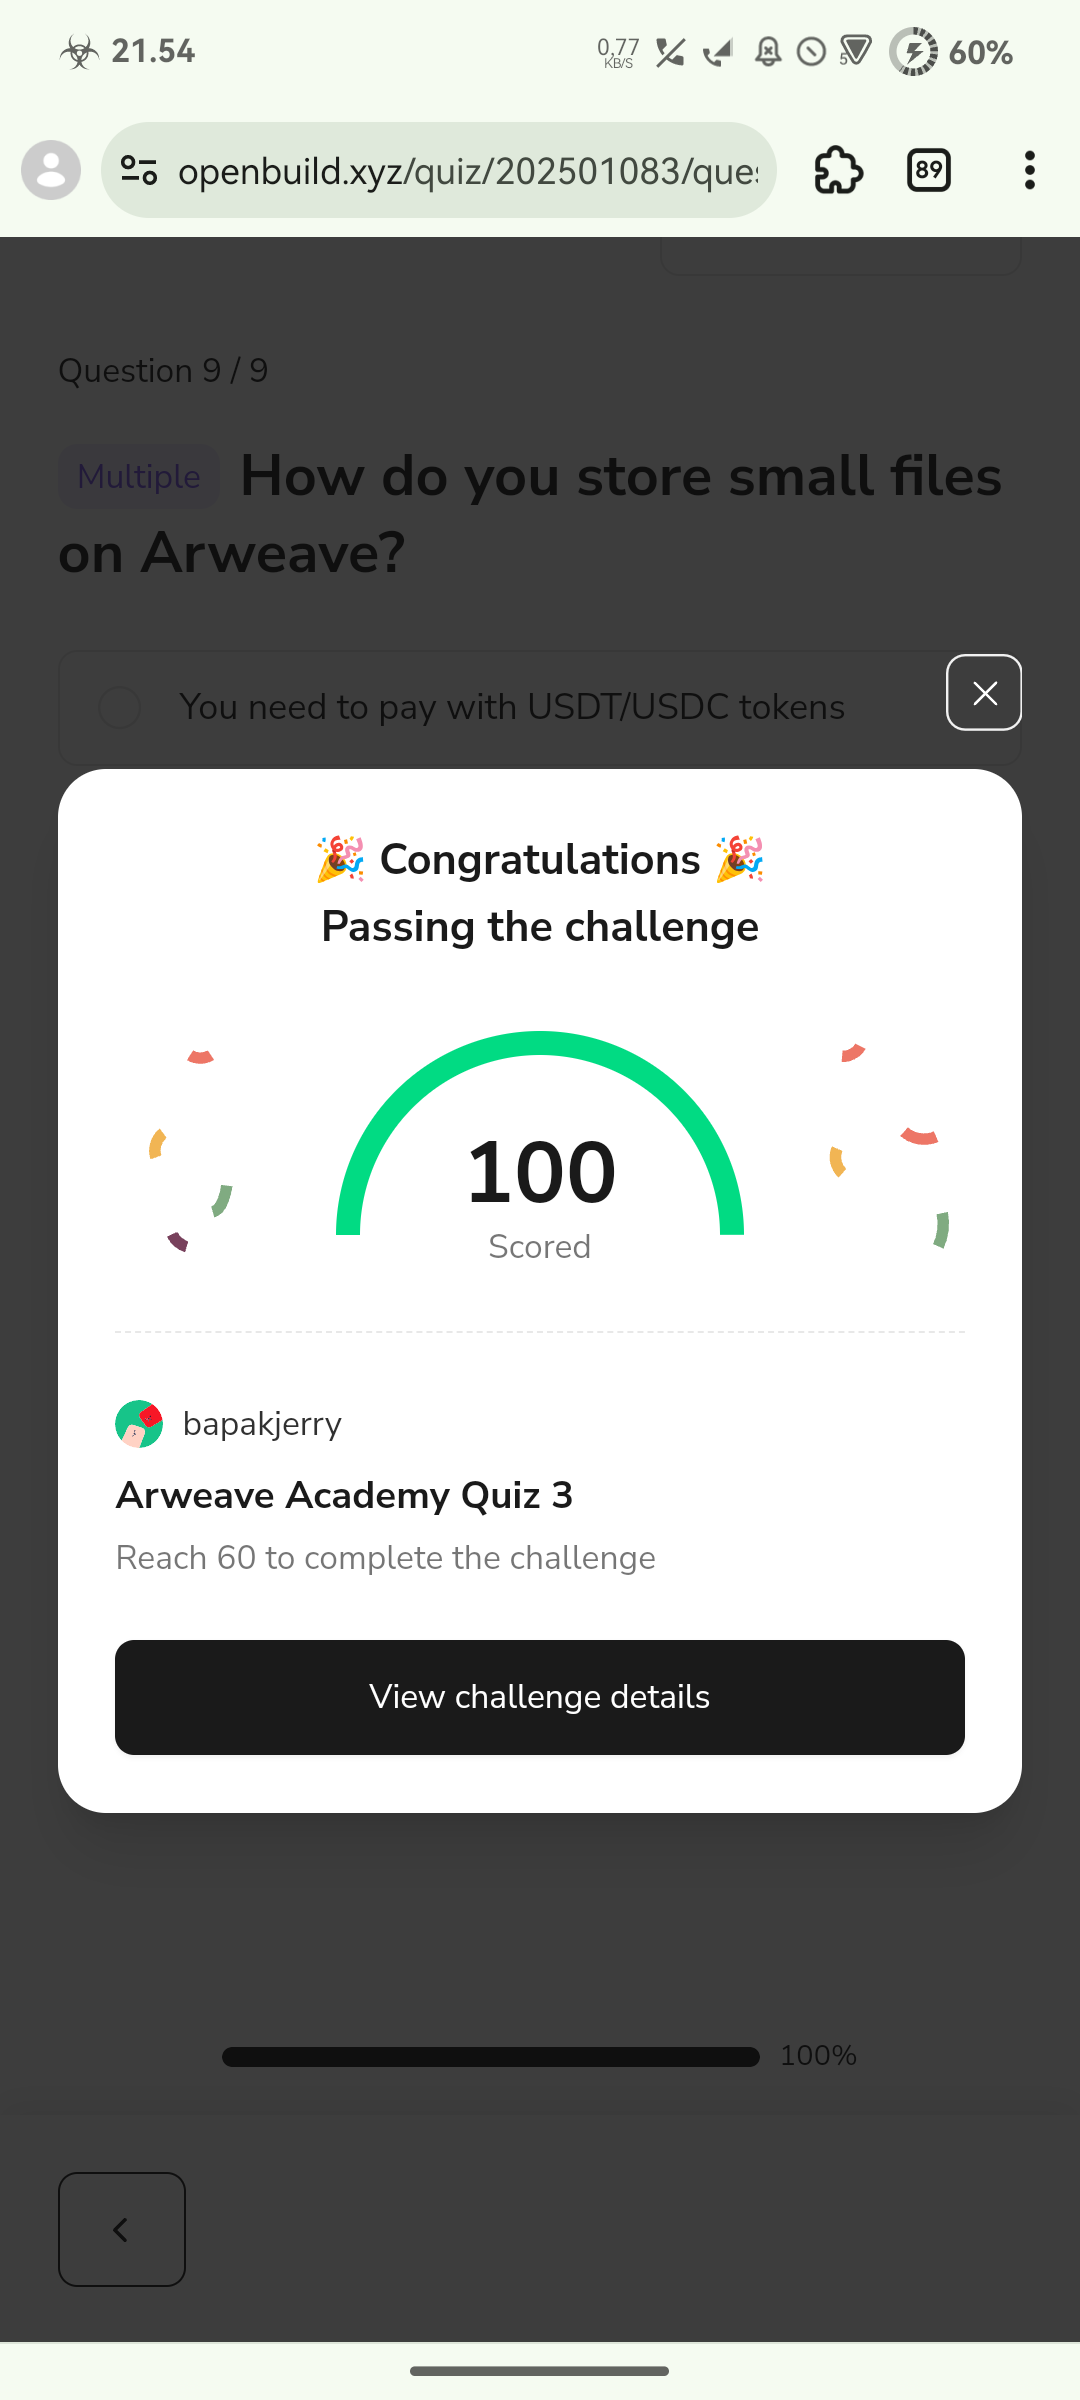 21.54
0,77
KB/S
5
60%
openbuild.xyz/quiz/202501083/ques
89
Question 9 / 9
Multiple How do you store small files
on Arweave?
You need to pay with USDT/USDC tokens
🎉 Congratulations 🎉
Passing the challenge
100
Scored
bapakjerry
Arweave Academy Quiz 3
Reach 60 to complete the challenge
View challenge details
100%